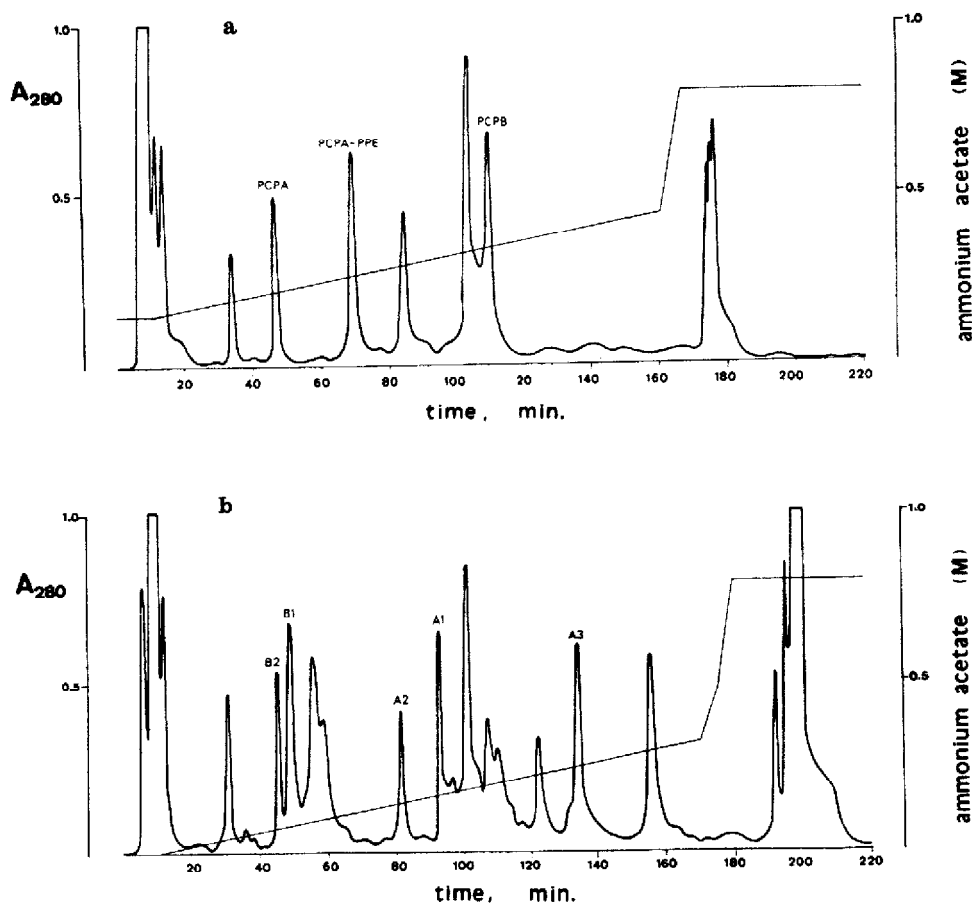 a
1.0
1.0
A280
PCPA
PCPA-PPE
PCPB
0.5
0.5
ammonium acetate (M)
20 40 60 80 100 120 140 160 180 200 220
time, min.
b
1.0
1.0
A280
B2
B1
A2
A1
A3
0.5
0.5
ammonium acetate (M)
20 40 60 80 100 120 140 160 180 200 220
time, min.